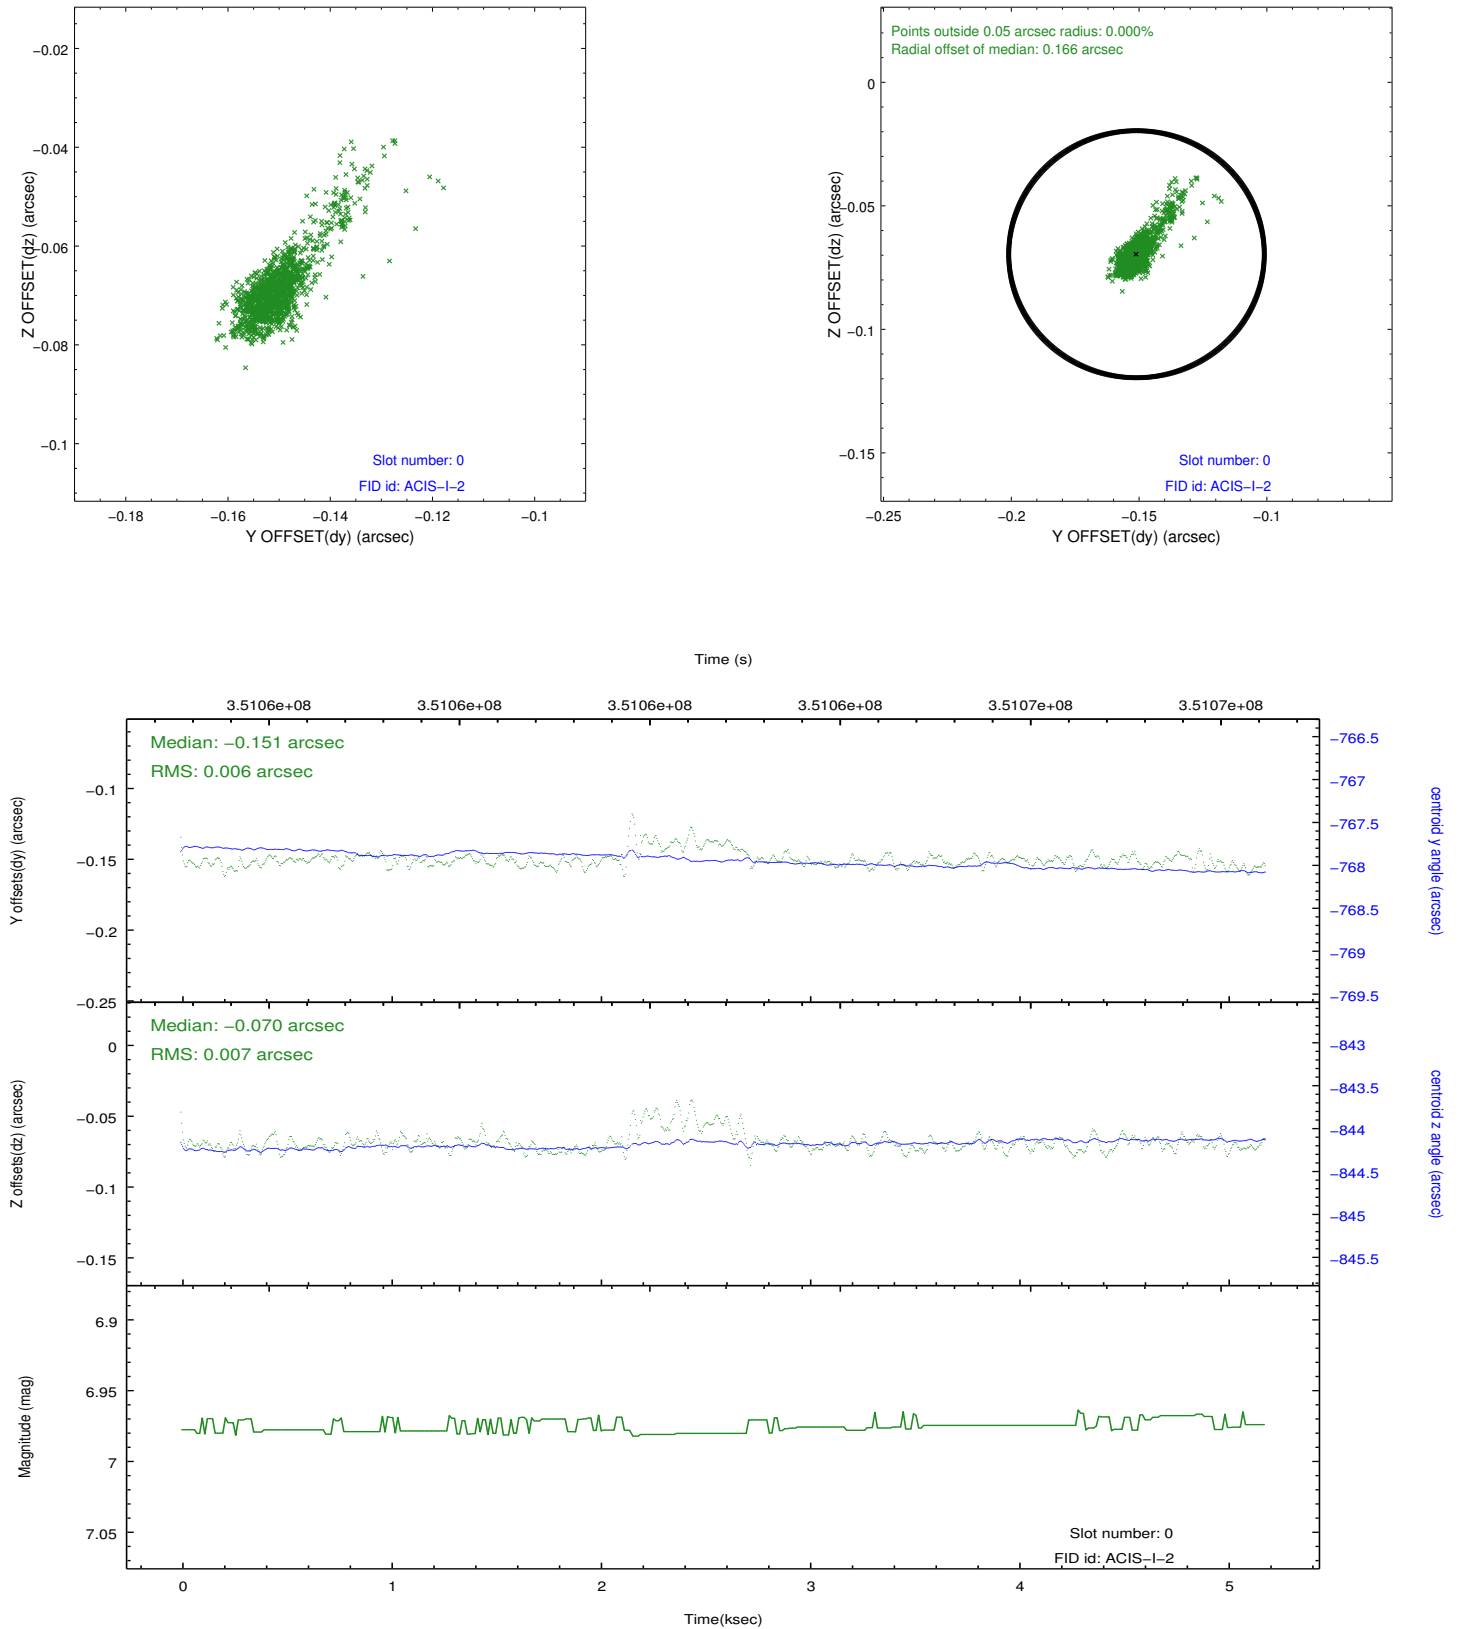 −0.02
−0.04
−0.06
−0.08
−0.1
Z OFFSET(dz) (arcsec)
Slot number: 0
FID id: ACIS−I−2
−0.18
−0.16
−0.14
−0.12
−0.1
Y OFFSET(dy) (arcsec)
Points outside 0.05 arcsec radius: 0.000%
Radial offset of median: 0.166 arcsec
0
−0.05
−0.1
−0.15
Z OFFSET(dz) (arcsec)
Slot number: 0
FID id: ACIS−I−2
−0.25
−0.2
−0.15
−0.1
Y OFFSET(dy) (arcsec)
Time (s)
3.5106e+08
3.5106e+08
3.5106e+08
3.5106e+08
3.5107e+08
3.5107e+08
Median: −0.151 arcsec
RMS: 0.006 arcsec
−0.1
−0.15
−0.2
−0.25
Y offsets(dy) (arcsec)
−766.5
−767
−767.5
−768
−768.5
−769
−769.5
centroid y angle (arcsec)
Median: −0.070 arcsec
RMS: 0.007 arcsec
0
−0.05
−0.1
−0.15
Z offsets(dz) (arcsec)
−843
−843.5
−844
−844.5
−845
−845.5
centroid z angle (arcsec)
6.9
6.95
7
7.05
Magnitude (mag)
Slot number: 0
FID id: ACIS−I−2
0
1
2
3
4
5
Time(ksec)